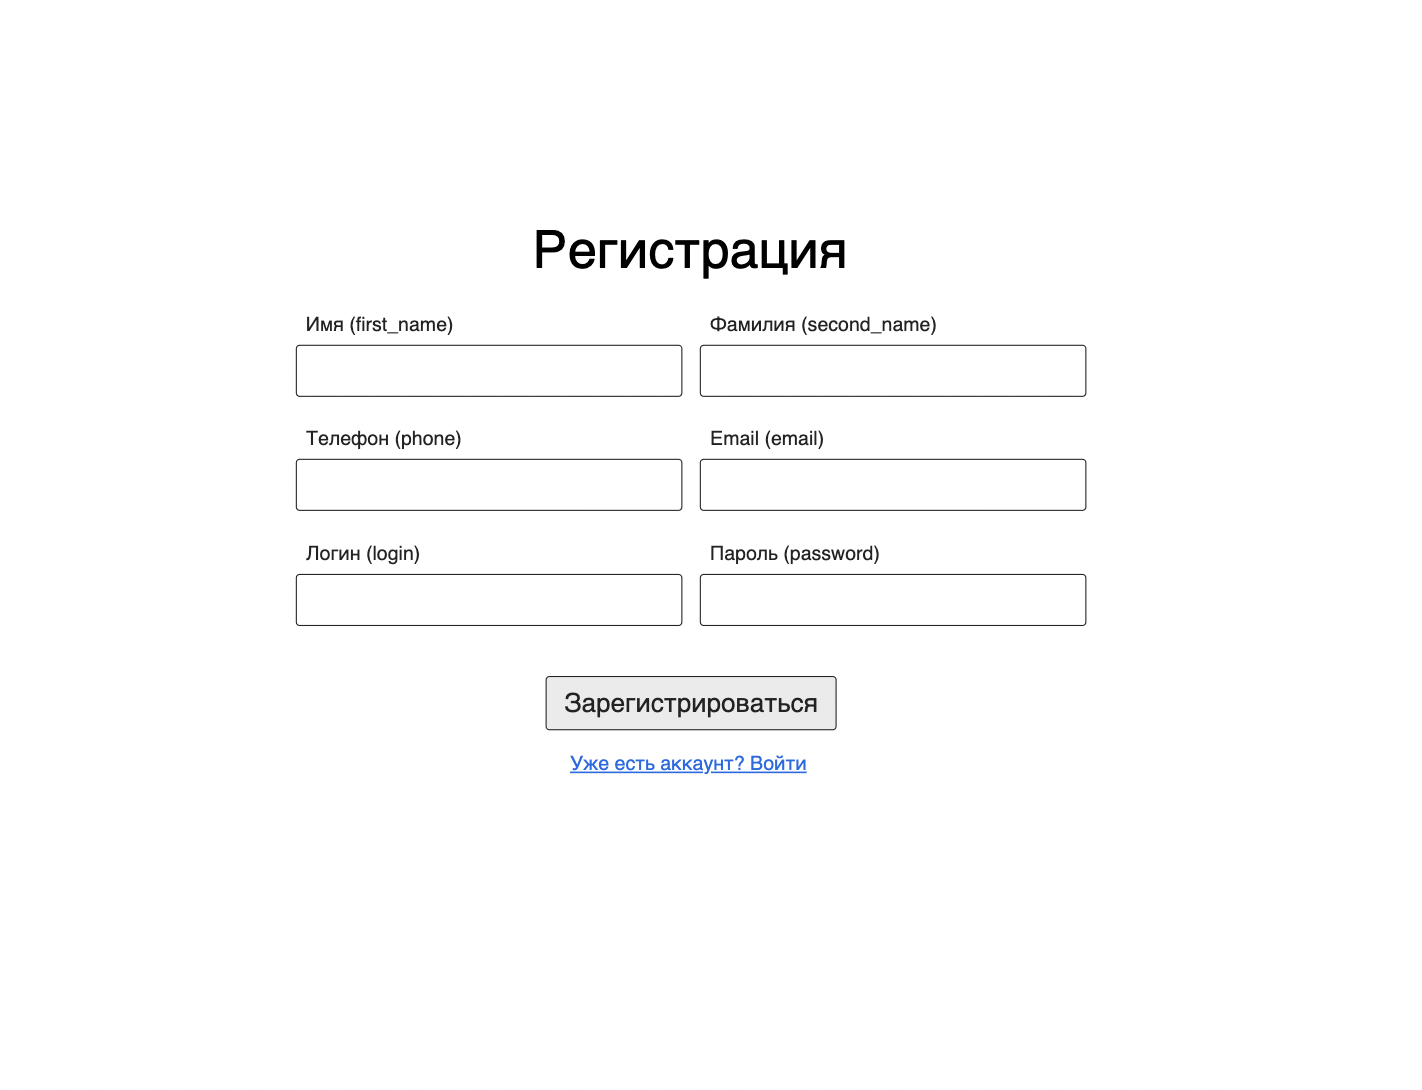 Регистрация
Имя (first_name)
Фамилия (second_name)
Телефон (phone)
Email (email)
Логин (login)
Пароль (password)
Зарегистрироваться
Уже есть аккаунт? Войти